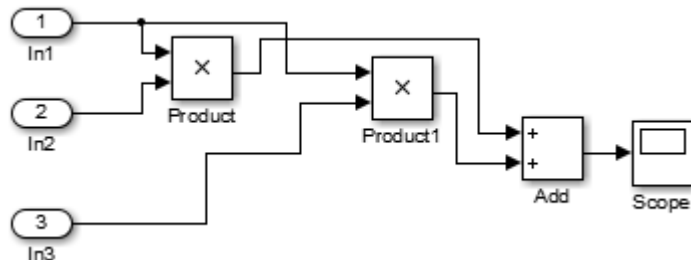 1
In1
2
In2
3
In3
×
Product
×
Product1
+
+
Add
Scope